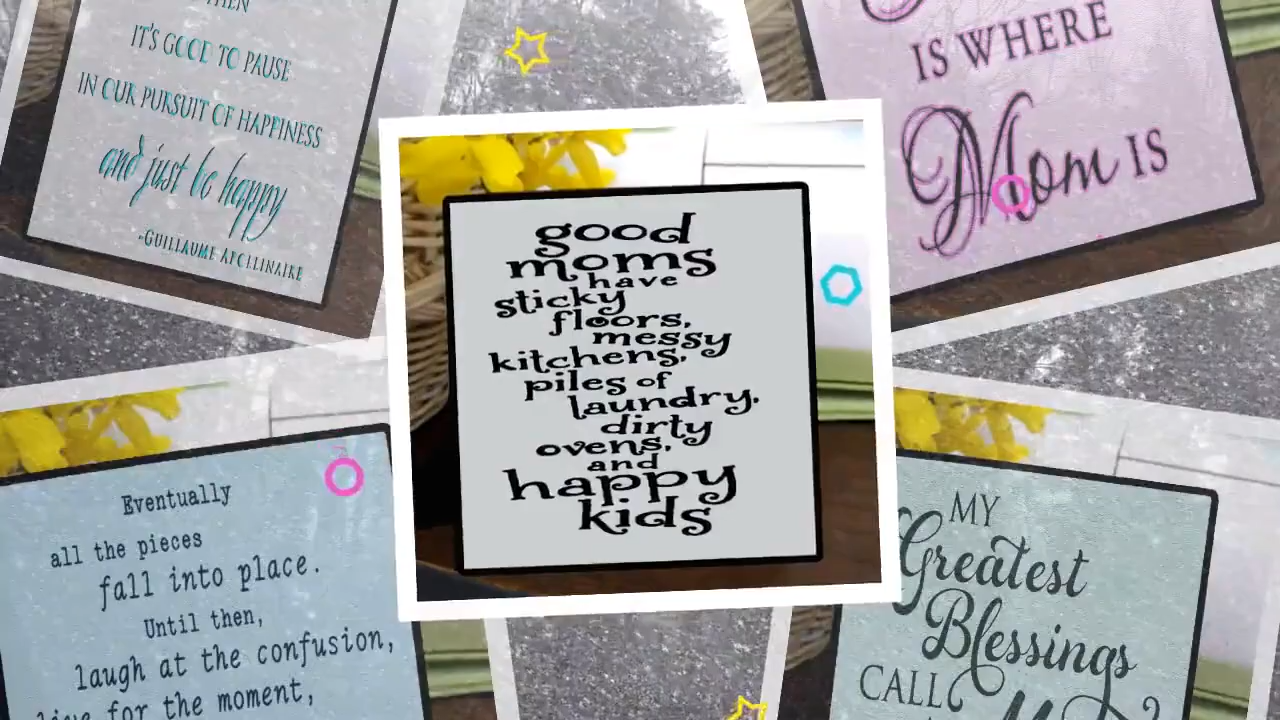 THEN
IT'S GOOD TO PAUSE
IN OUR PURSUIT OF HAPPINESS
and just be happy
-GUILLAUME APOLLINAIRE
IS WHERE
Mom IS
good
moms
have
sticky
floors,
messy
kitchens,
piles of
laundry,
dirty
ovens,
and
happy
kids
Eventually
all the pieces
fall into place.
Until then,
laugh at the confusion,
live for the moment,
MY
Greatest
Blessings
CALL